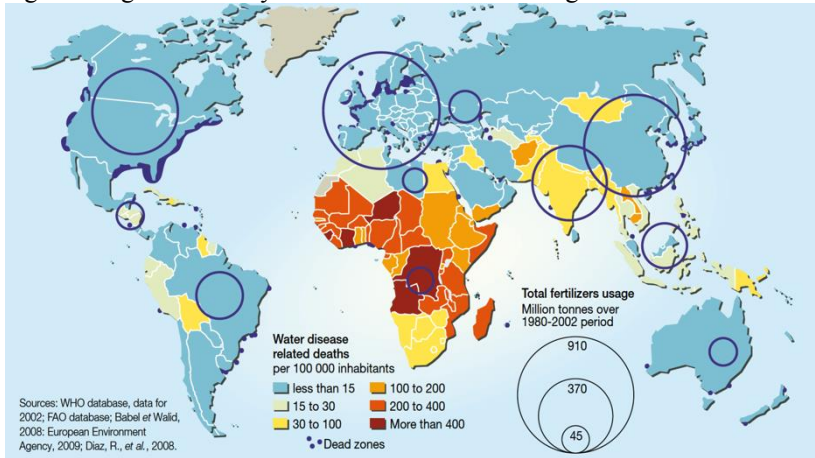 Total fertilizers usage
Million tonnes over
1980-2002 period
910
370
45
Water disease
related deaths
per 100 000 inhabitants
less than 15
15 to 30
30 to 100
100 to 200
200 to 400
More than 400
Dead zones
Sources: WHO database, data for
2002; FAO database; Babel et Walid,
2008: European Environment
Agency, 2009; Diaz, R., et al., 2008.